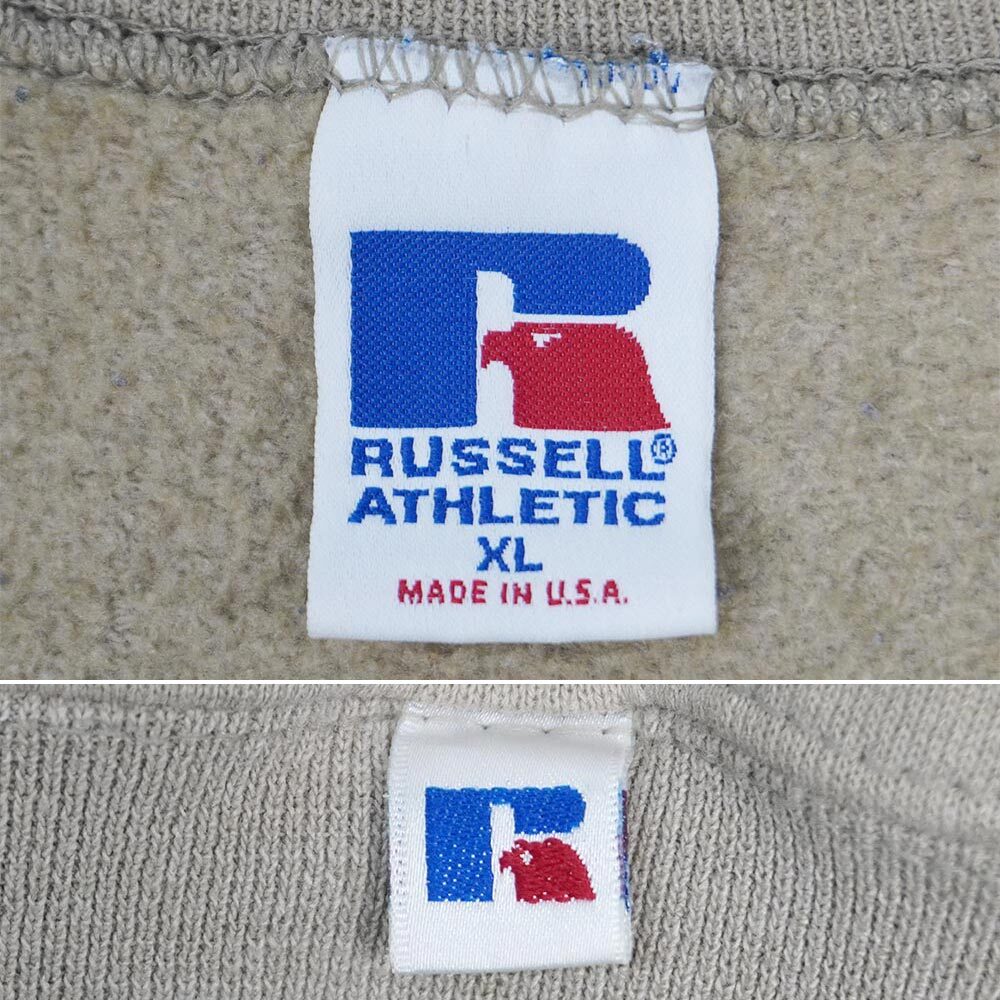 RUSSELL®
ATHLETIC
XL
MADE IN U.S.A.